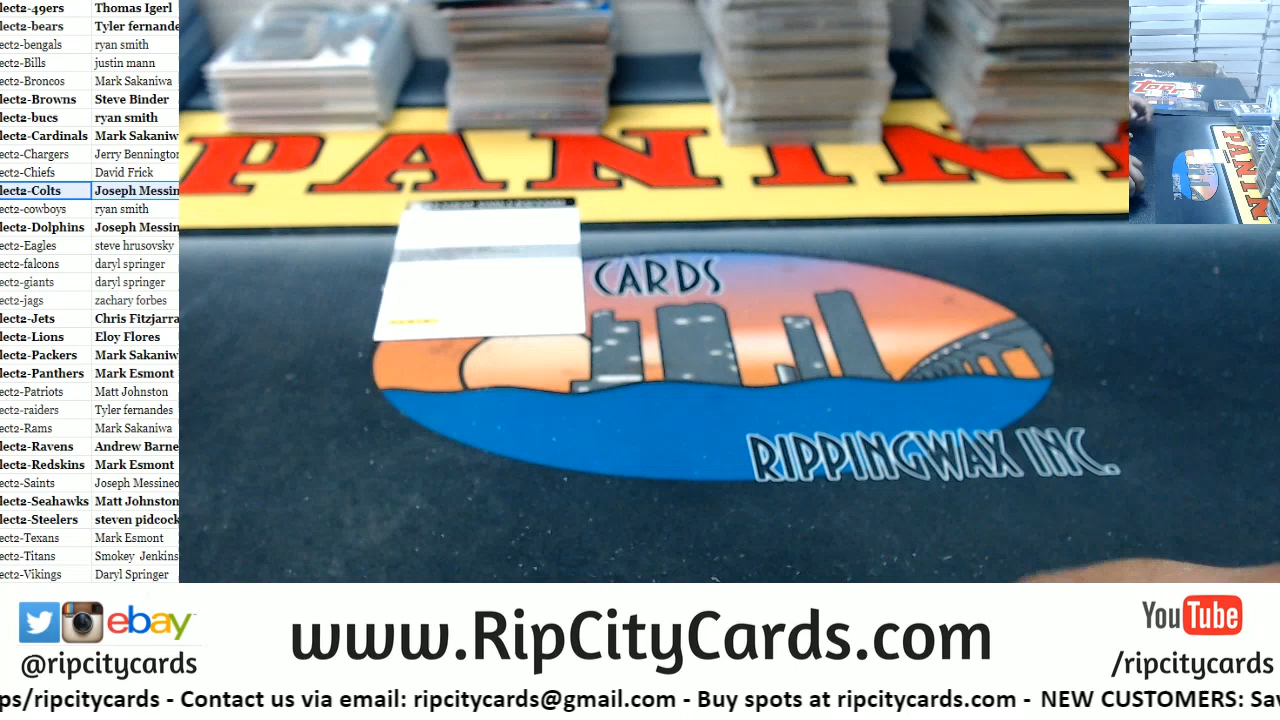 lect2-49ers Thomas Igerl
lect2-bears Tyler fernande
ect2-bengals ryan smith
ect2-Bills justin mann
ect2-Broncos Mark Sakaniwa
lect2-Browns Steve Binder
lect2-bucs ryan smith
lect2-Cardinals Mark Sakaniw
ect2-Chargers Jerry Bennington
ect2-Chiefs David Frick
lect2-Colts Joseph Messin
ect2-cowboys ryan smith
lect2-Dolphins Joseph Messin
ect2-Eagles steve hrusovsky
ect2-falcons daryl springer
ect2-giants daryl springer
ect2-jags zachary forbes
lect2-Jets Chris Fitzjarra
lect2-Lions Eloy Flores
lect2-Packers Mark Sakaniw
lect2-Panthers Mark Esmont
ect2-Patriots Matt Johnston
ect2-raiders Tyler fernandes
ect2-Rams Mark Sakaniwa
lect2-Ravens Andrew Barne
lect2-Redskins Mark Esmont
ect2-Saints Joseph Messineo
lect2-Seahawks Matt Johnston
lect2-Steelers steven pidcock
ect2-Texans Mark Esmont
ect2-Titans Smokey Jenkins
ect2-Vikings Daryl Springer
PANINI
CARDS
RIPPINGWAX INC.
topps
PANINI
ebay
@ripcitycards
www.RipCityCards.com
YouTube
/ripcitycards
ps/ripcitycards - Contact us via email: ripcitycards@gmail.com - Buy spots at ripcitycards.com - NEW CUSTOMERS: Sav